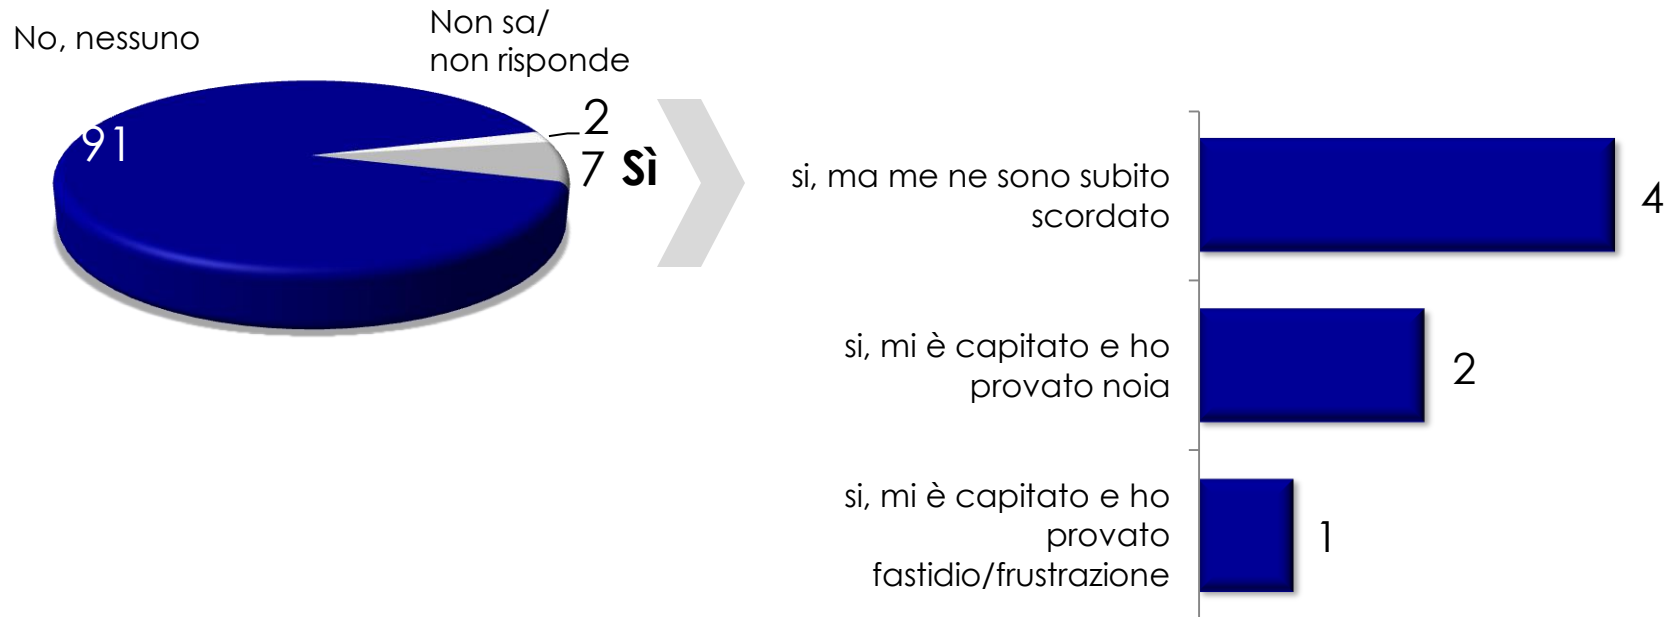 No, nessuno
Non sa/
non risponde
91
2
7 Sì
si, ma me ne sono subito
scordato
4
si, mi è capitato e ho
provato noia
2
si, mi è capitato e ho
provato
fastidio/frustrazione
1